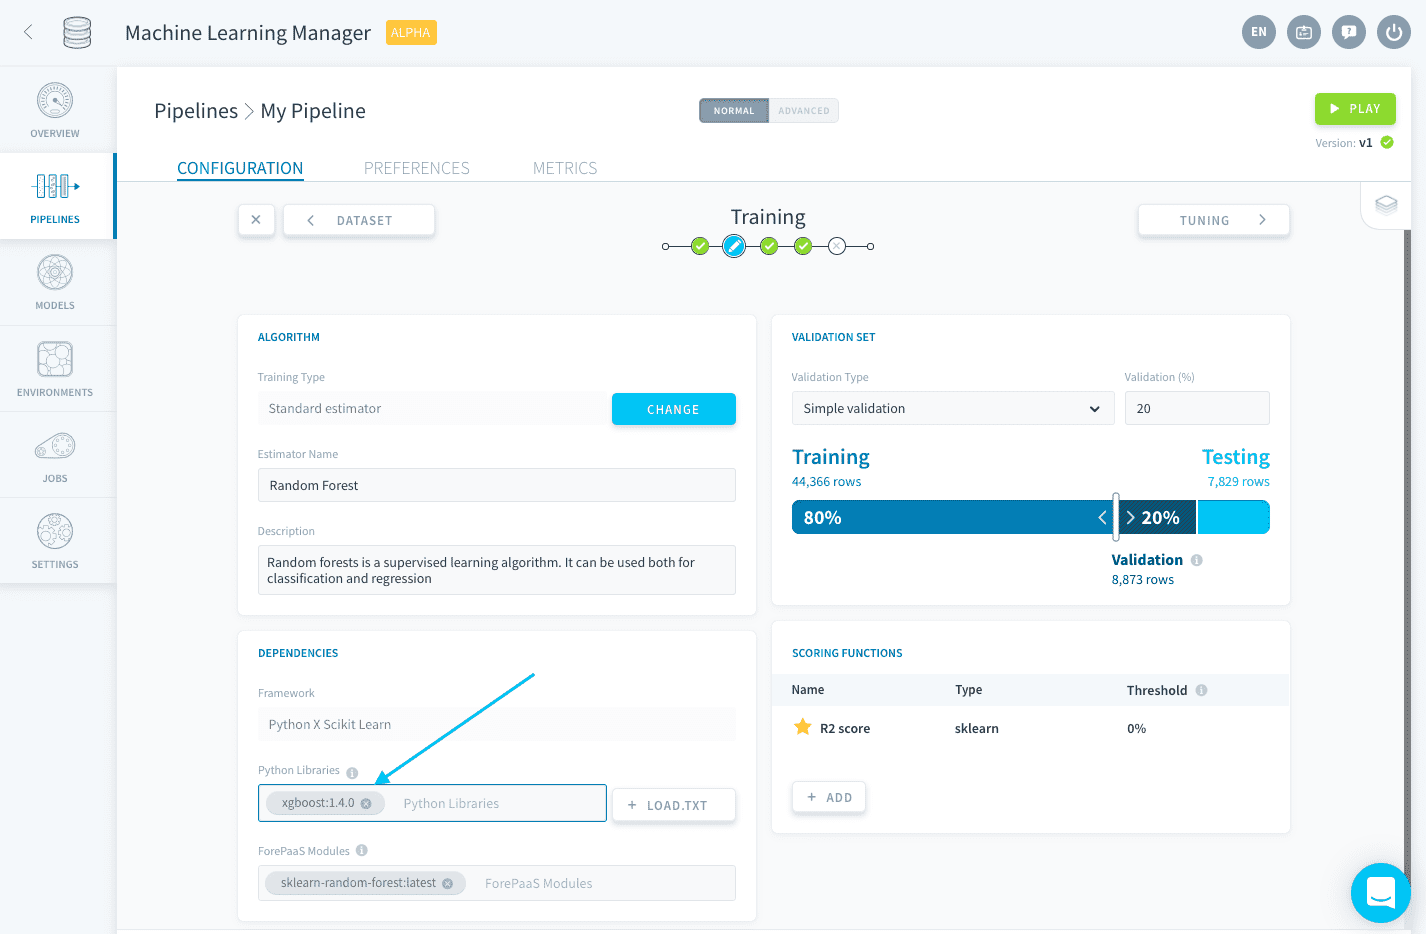 Machine Learning Manager
ALPHA
EN
OVERVIEW
PIPELINES
MODELS
ENVIRONMENTS
JOBS
SETTINGS
Pipelines > My Pipeline
NORMAL
ADVANCED
PLAY
Version: v1
CONFIGURATION
PREFERENCES
METRICS
DATASET
Training
TUNING
ALGORITHM
Training Type
Standard estimator
CHANGE
Estimator Name
Random Forest
Description
Random forests is a supervised learning algorithm. It can be used both for
classification and regression
VALIDATION SET
Validation Type
Validation (%)
Simple validation
20
Training
Testing
44,366 rows
7,829 rows
80%
20%
Validation
8,873 rows
DEPENDENCIES
Framework
Python X Scikit Learn
Python Libraries
xgboost:1.4.0
Python Libraries
+ LOAD.TXT
ForePaaS Modules
sklearn-random-forest:latest
ForePaaS Modules
SCORING FUNCTIONS
Name
Type
Threshold
R2 score
sklearn
0%
+ ADD